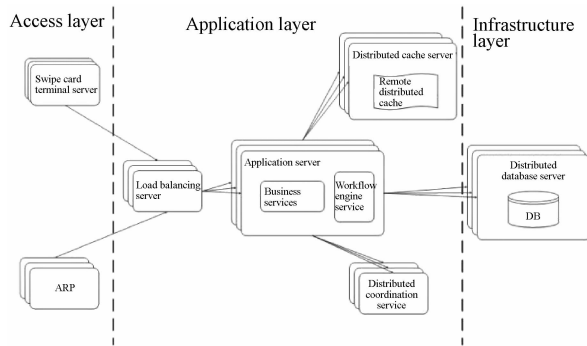 Access layer
Application layer
Infrastructure
layer
Swipe card
terminal server
Distributed cache server
Remote
distributed
cache
Application server
Business
services
Workflow
engine
service
Load balancing
server
Distributed
database server
DB
ARP
Distributed
coordination
service